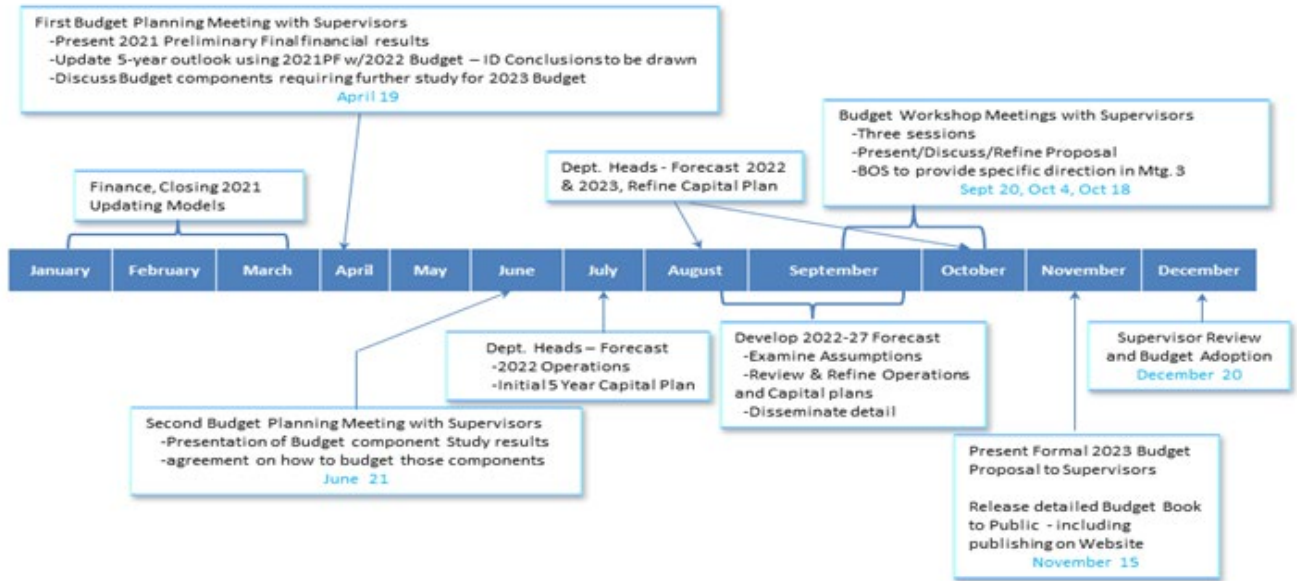 First Budget Planning Meeting with Supervisors
-Present 2021 Preliminary Final financial results
-Update 5-year outlook using 2021PF w/2022 Budget – ID Conclusions to be drawn
-Discuss Budget components requiring further study for 2023 Budget
April 19
Budget Workshop Meetings with Supervisors
-Three sessions
-Present/Discuss/Refine Proposal
-BOS to provide specific direction in Mtg. 3
Sept 20, Oct 4, Oct 18
Dept. Heads - Forecast 2022
& 2023, Refine Capital Plan
Finance, Closing 2021
Updating Models
January February March April May June July August September October November December
Dept. Heads – Forecast
-2022 Operations
-Initial 5 Year Capital Plan
Develop 2022-27 Forecast
-Examine Assumptions
-Review & Refine Operations
and Capital plans
-Disseminate detail
Supervisor Review
and Budget Adoption
December 20
Second Budget Planning Meeting with Supervisors
-Presentation of Budget component Study results
-agreement on how to budget those components
June 21
Present Formal 2023 Budget
Proposal to Supervisors
Release detailed Budget Book
to Public - including
publishing on Website
November 15